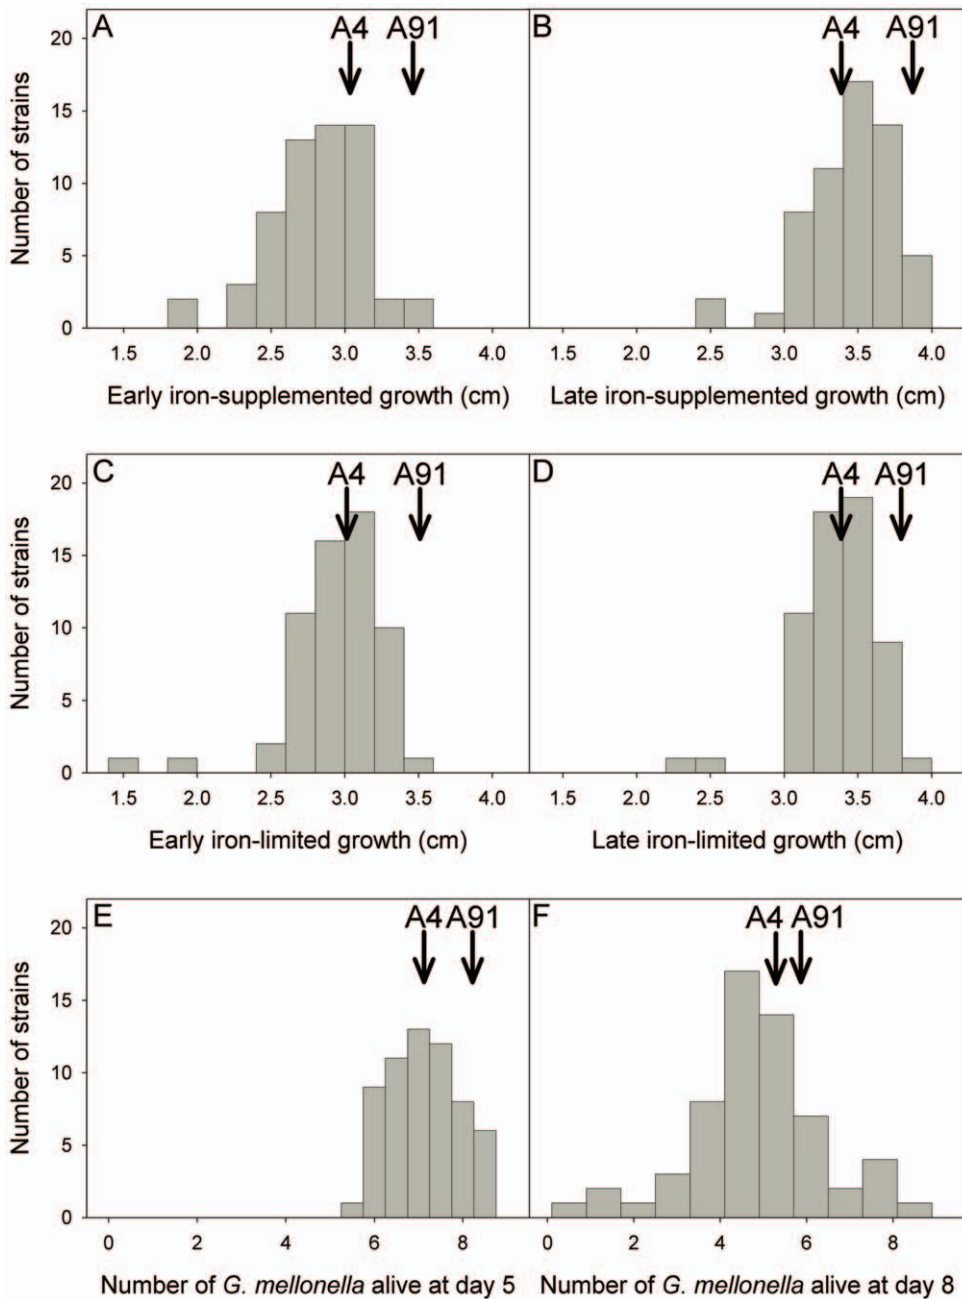 A A4 A91 B A4 A91
20
15
10
5
0
Number of strains
1.5 2.0 2.5 3.0 3.5 4.0 1.5 2.0 2.5 3.0 3.5 4.0
Early iron-supplemented growth (cm) Late iron-supplemented growth (cm)
C A4 A91 D A4 A91
20
15
10
5
0
Number of strains
1.5 2.0 2.5 3.0 3.5 4.0 1.5 2.0 2.5 3.0 3.5 4.0
Early iron-limited growth (cm) Late iron-limited growth (cm)
E A4 A91 F A4 A91
20
15
10
5
0
Number of strains
0 2 4 6 8 0 2 4 6 8
Number of G. mellonella alive at day 5 Number of G. mellonella alive at day 8